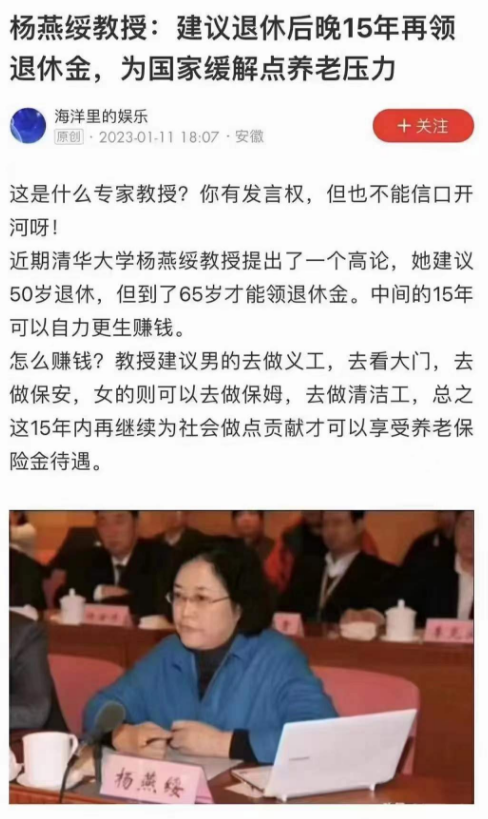 杨燕绥教授：建议退休后晚15年再领
退休金，为国家缓解点养老压力
海洋里的娱乐
原创 · 2023-01-11 18:07 · 安徽
＋关注
这是什么专家教授？你有发言权，但也不能信口开
河呀！
近期清华大学杨燕绥教授提出了一个高论，她建议
50岁退休，但到了65岁才能领退休金。中间的15年
可以自力更生赚钱。
怎么赚钱？教授建议男的去做义工，去看大门，去
做保安，女的则可以去做保姆，去做清洁工，总之
这15年内再继续为社会做点贡献才可以享受养老保
险金待遇。
杨燕绥